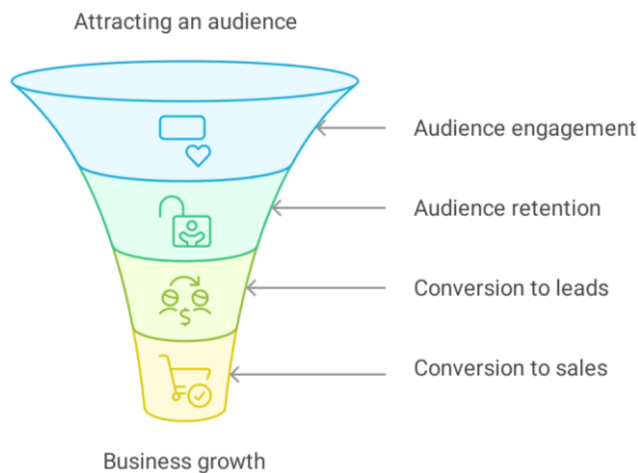 Attracting an audience
Audience engagement
Audience retention
Conversion to leads
$
Conversion to sales
Business growth